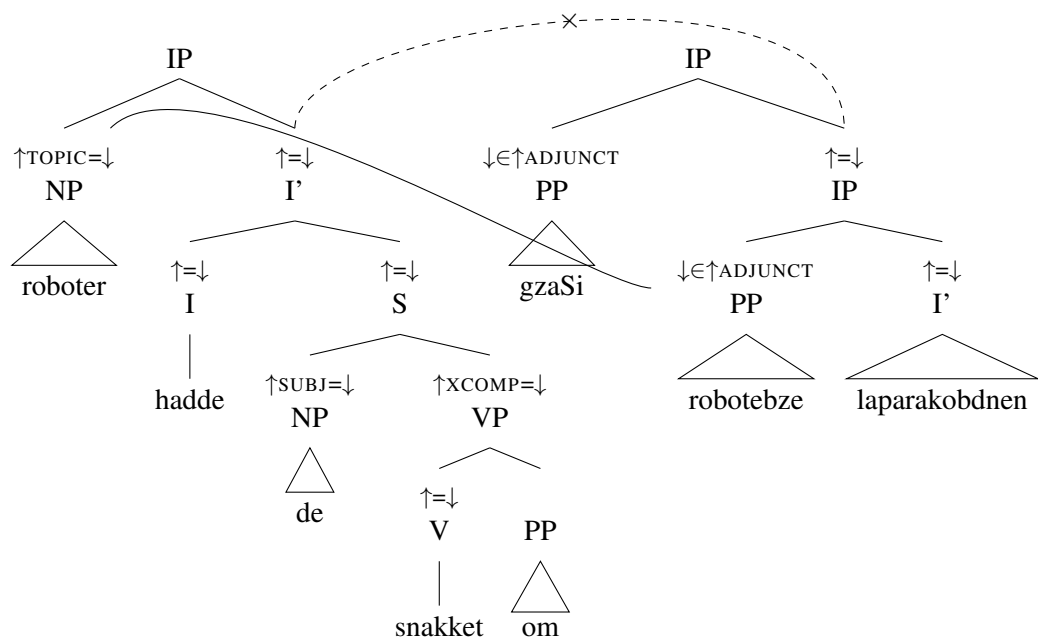 IP IP
↑TOPIC=↓ ↑=↓ ↓∈↑ADJUNCT ↑=↓
NP I' PP IP
roboter ↑=↓ ↑=↓ gzaSi ↓∈↑ADJUNCT ↑=↓
I S PP I'
hadde ↑SUBJ=↓ ↑XCOMP=↓ robotebze laparakobdnen
NP VP
de ↑=↓
V PP
snakket om